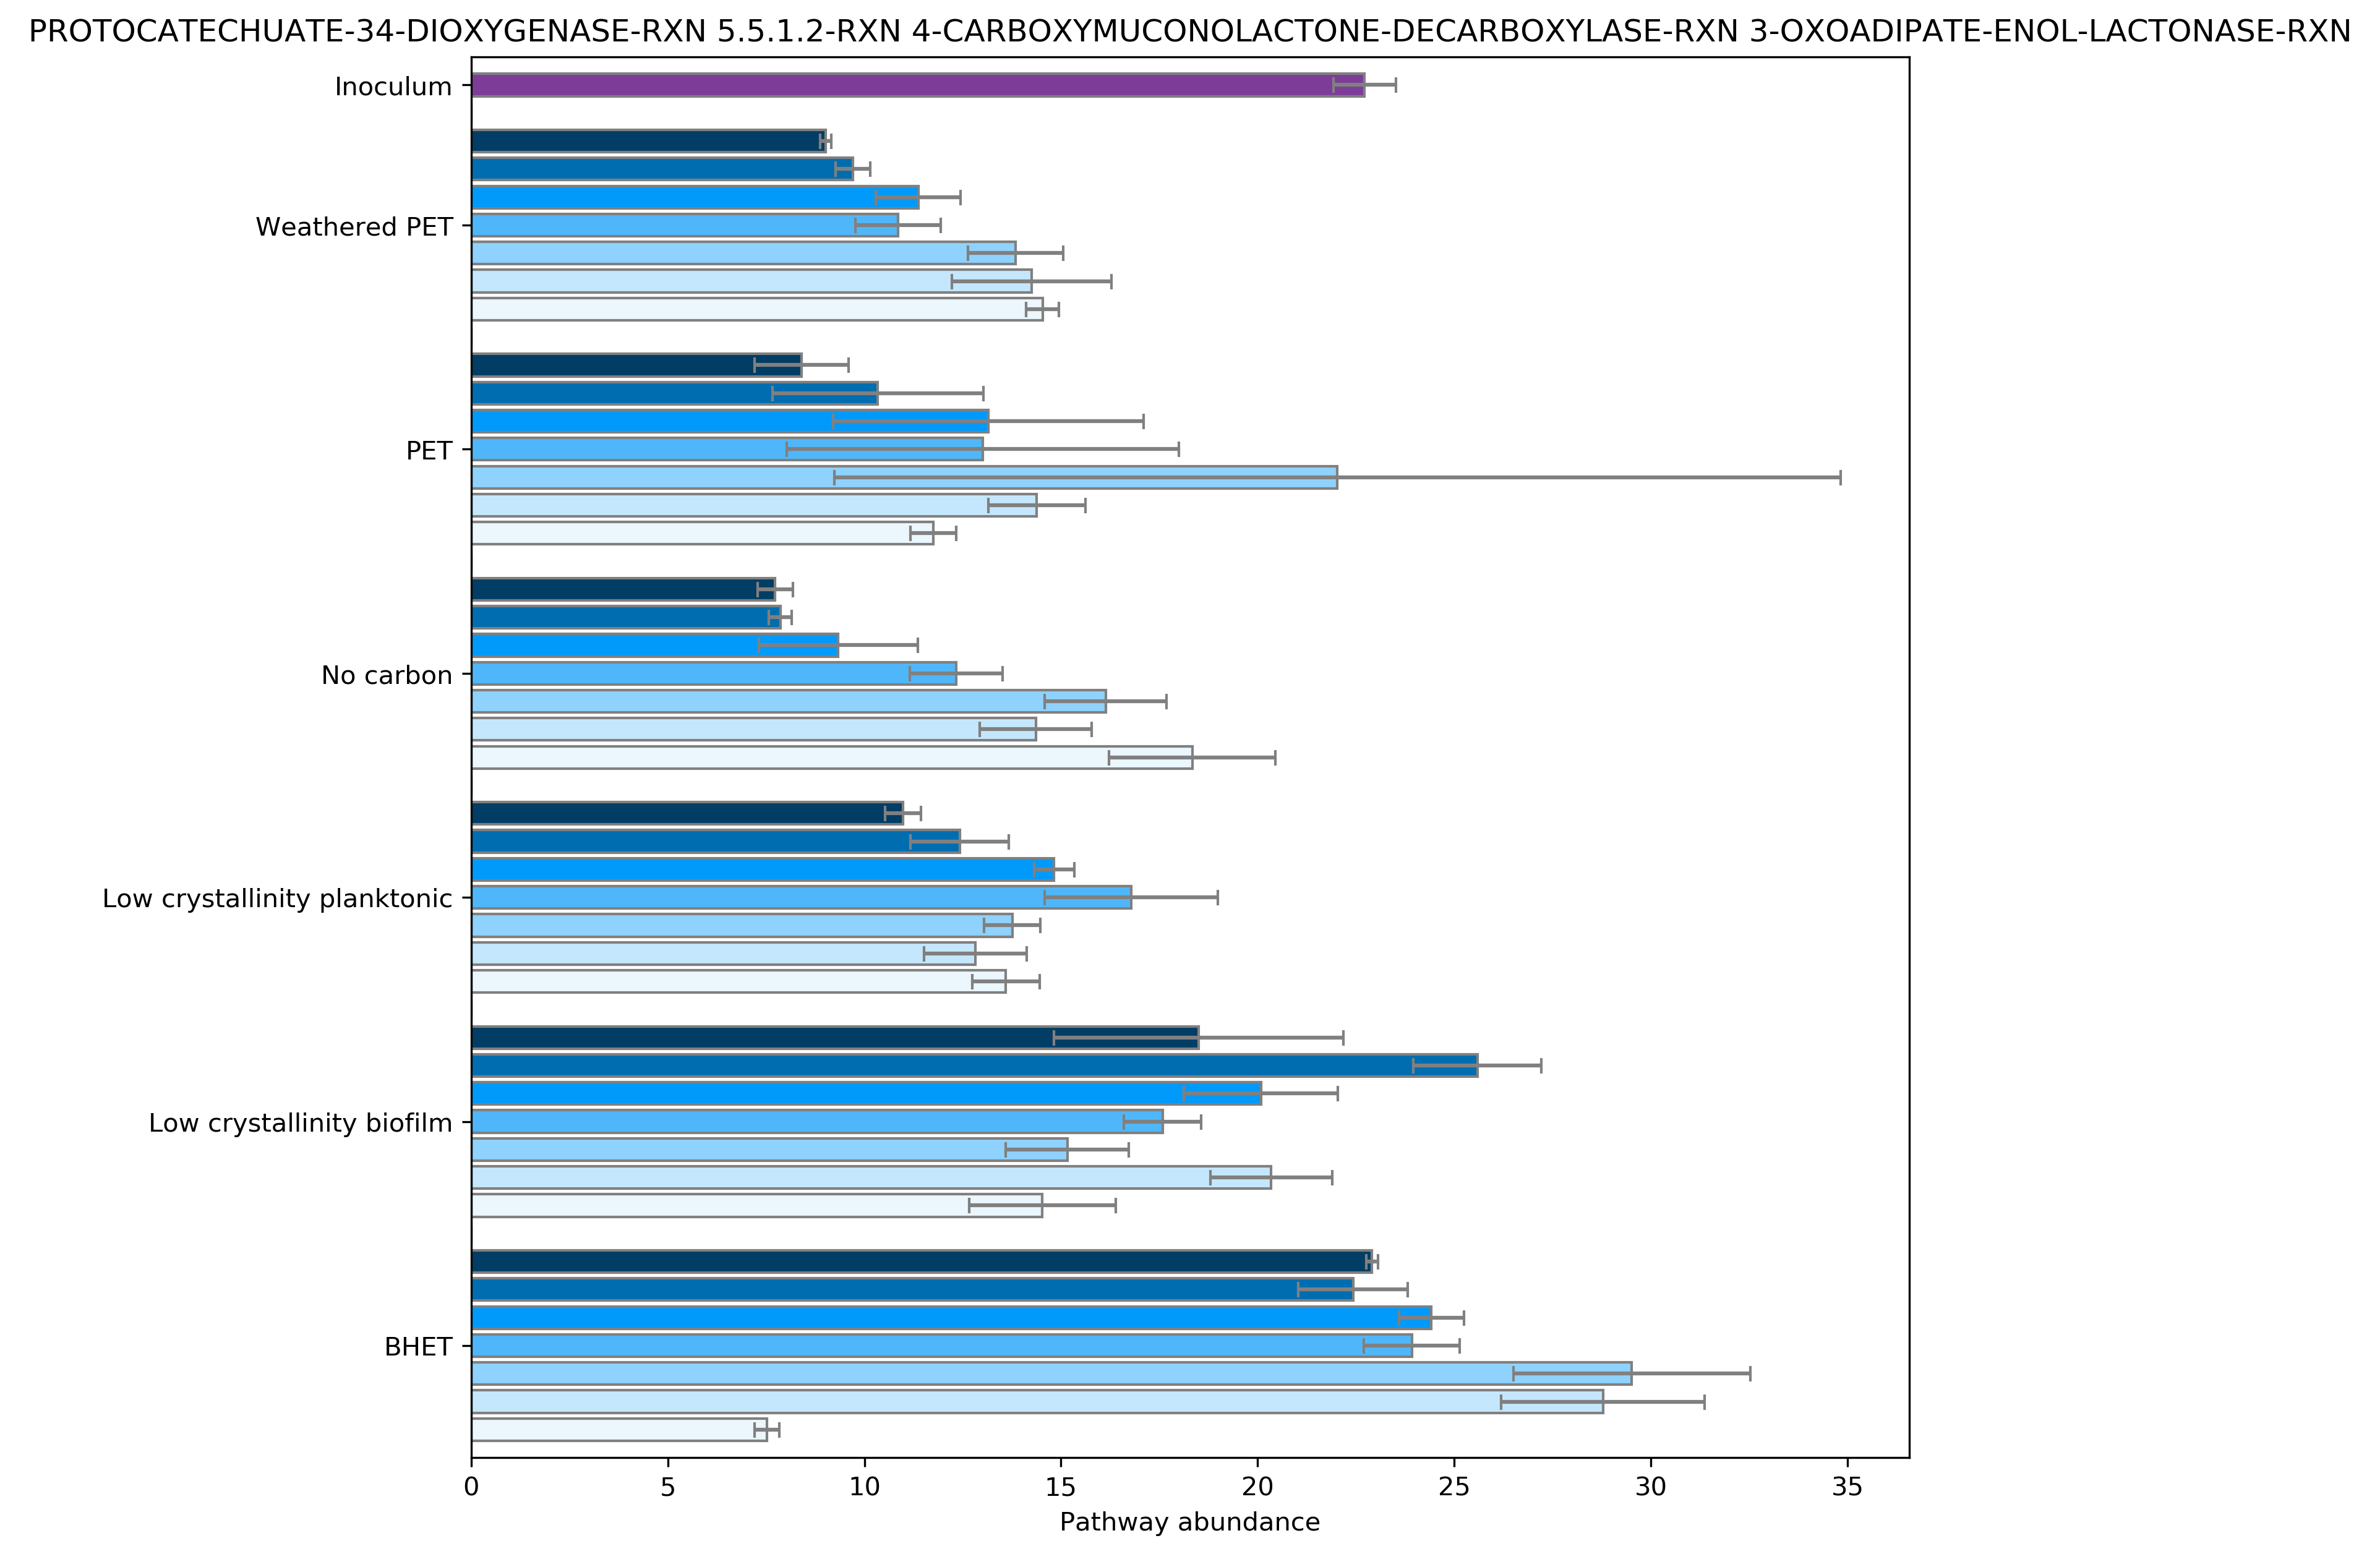 PROTOCATECHUATE-34-DIOXYGENASE-RXN 5.5.1.2-RXN 4-CARBOXYMUCONOLACTONE-DECARBOXYLASE-RXN 3-OXOADIPATE-ENOL-LACTONASE-RXN
Inoculum
Weathered PET
PET
No carbon
Low crystallinity planktonic
Low crystallinity biofilm
BHET
0 5 10 15 20 25 30 35
Pathway abundance